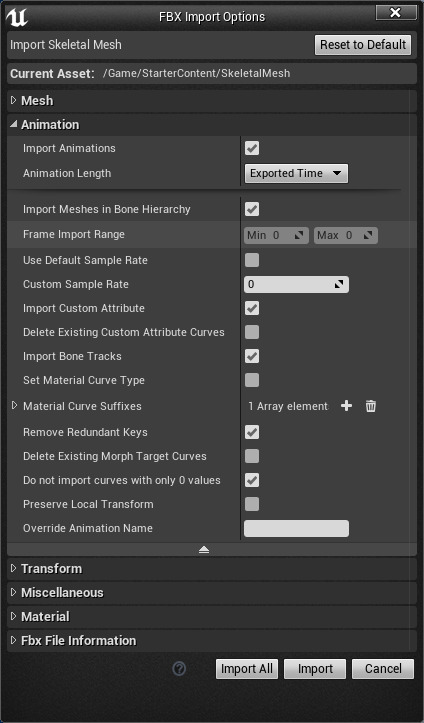 FBX Import Options
Import Skeletal Mesh
Reset to Default
Current Asset: /Game/StarterContent/SkeletalMesh
Mesh
Animation
Import Animations
Animation Length Exported Time
Import Meshes in Bone Hierarchy
Frame Import Range Min 0 Max 0
Use Default Sample Rate
Custom Sample Rate 0
Import Custom Attribute
Delete Existing Custom Attribute Curves
Import Bone Tracks
Set Material Curve Type
Material Curve Suffixes 1 Array element
Remove Redundant Keys
Delete Existing Morph Target Curves
Do not import curves with only 0 values
Preserve Local Transform
Override Animation Name
Transform
Miscellaneous
Material
Fbx File Information
? Import All Import Cancel